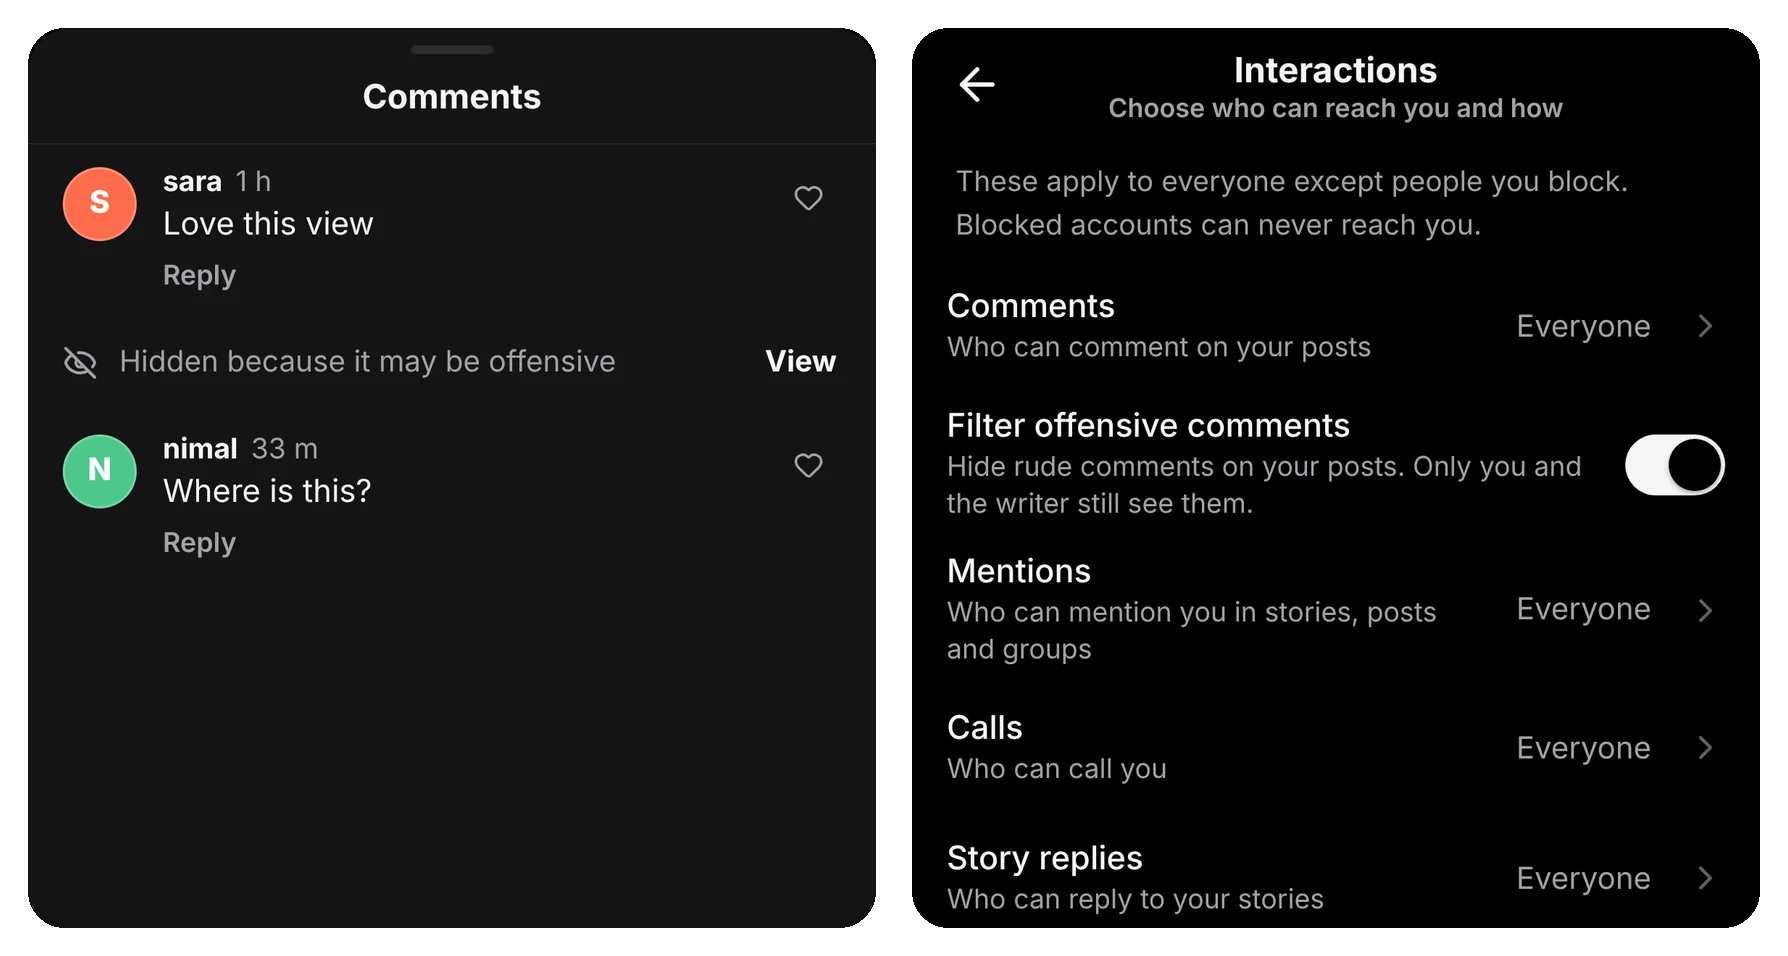 Comments
S
sara 1 h
Love this view
Reply
Hidden because it may be offensive View
N
nimal 33 m
Where is this?
Reply
Interactions
Choose who can reach you and how
These apply to everyone except people you block.
Blocked accounts can never reach you.
Comments
Who can comment on your posts
Everyone
Filter offensive comments
Hide rude comments on your posts. Only you and
the writer still see them.
Mentions
Who can mention you in stories, posts
and groups
Everyone
Calls
Who can call you
Everyone
Story replies
Who can reply to your stories
Everyone